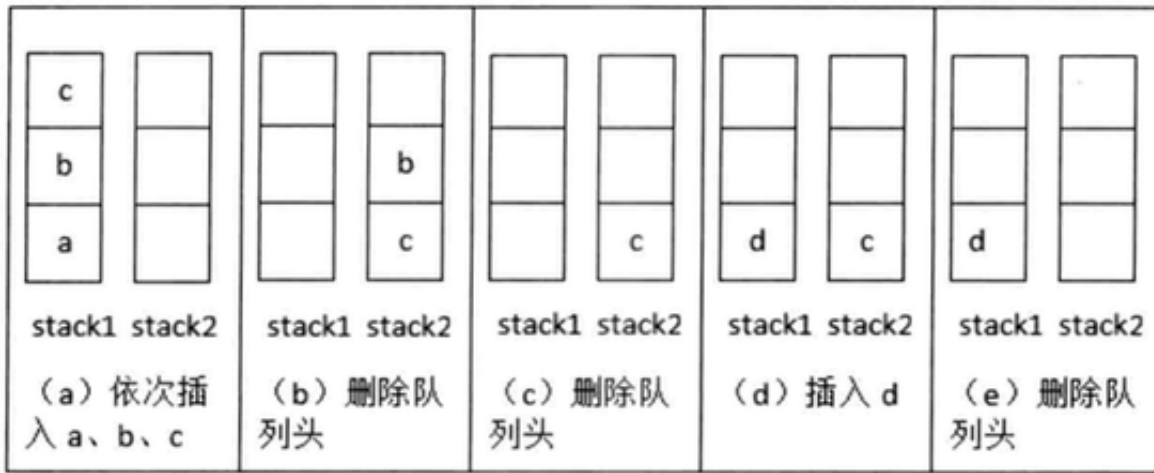 c
b
a
stack1 stack2
（a）依次插
入 a、b、c
b
c
stack1 stack2
（b）删除队
列头
c
stack1 stack2
（c）删除队
列头
d
c
stack1 stack2
（d）插入 d
d
stack1 stack2
（e）删除队
列头